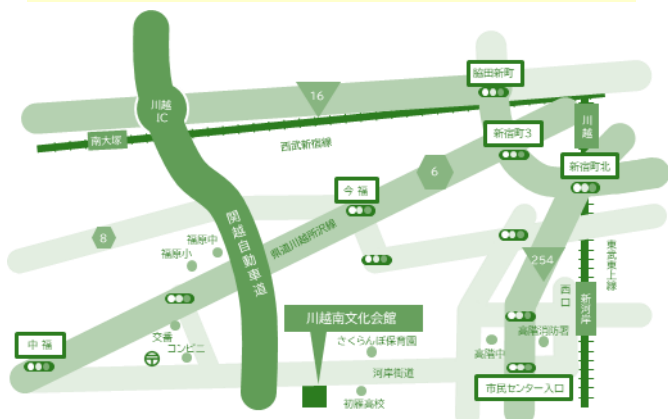 脇田新町
16
川越
IC
川越
南大塚
西武新宿線
新宿町3
新宿町北
6
今福
8
福原中
福原小
関越自動車道
県道川越所沢線
254
東武東上線
西口
新河岸
川越南文化会館
交番
コンビニ
さくらんぼ保育園
高階消防署
高階中
中福
河岸街道
市民センター入口
初雁高校